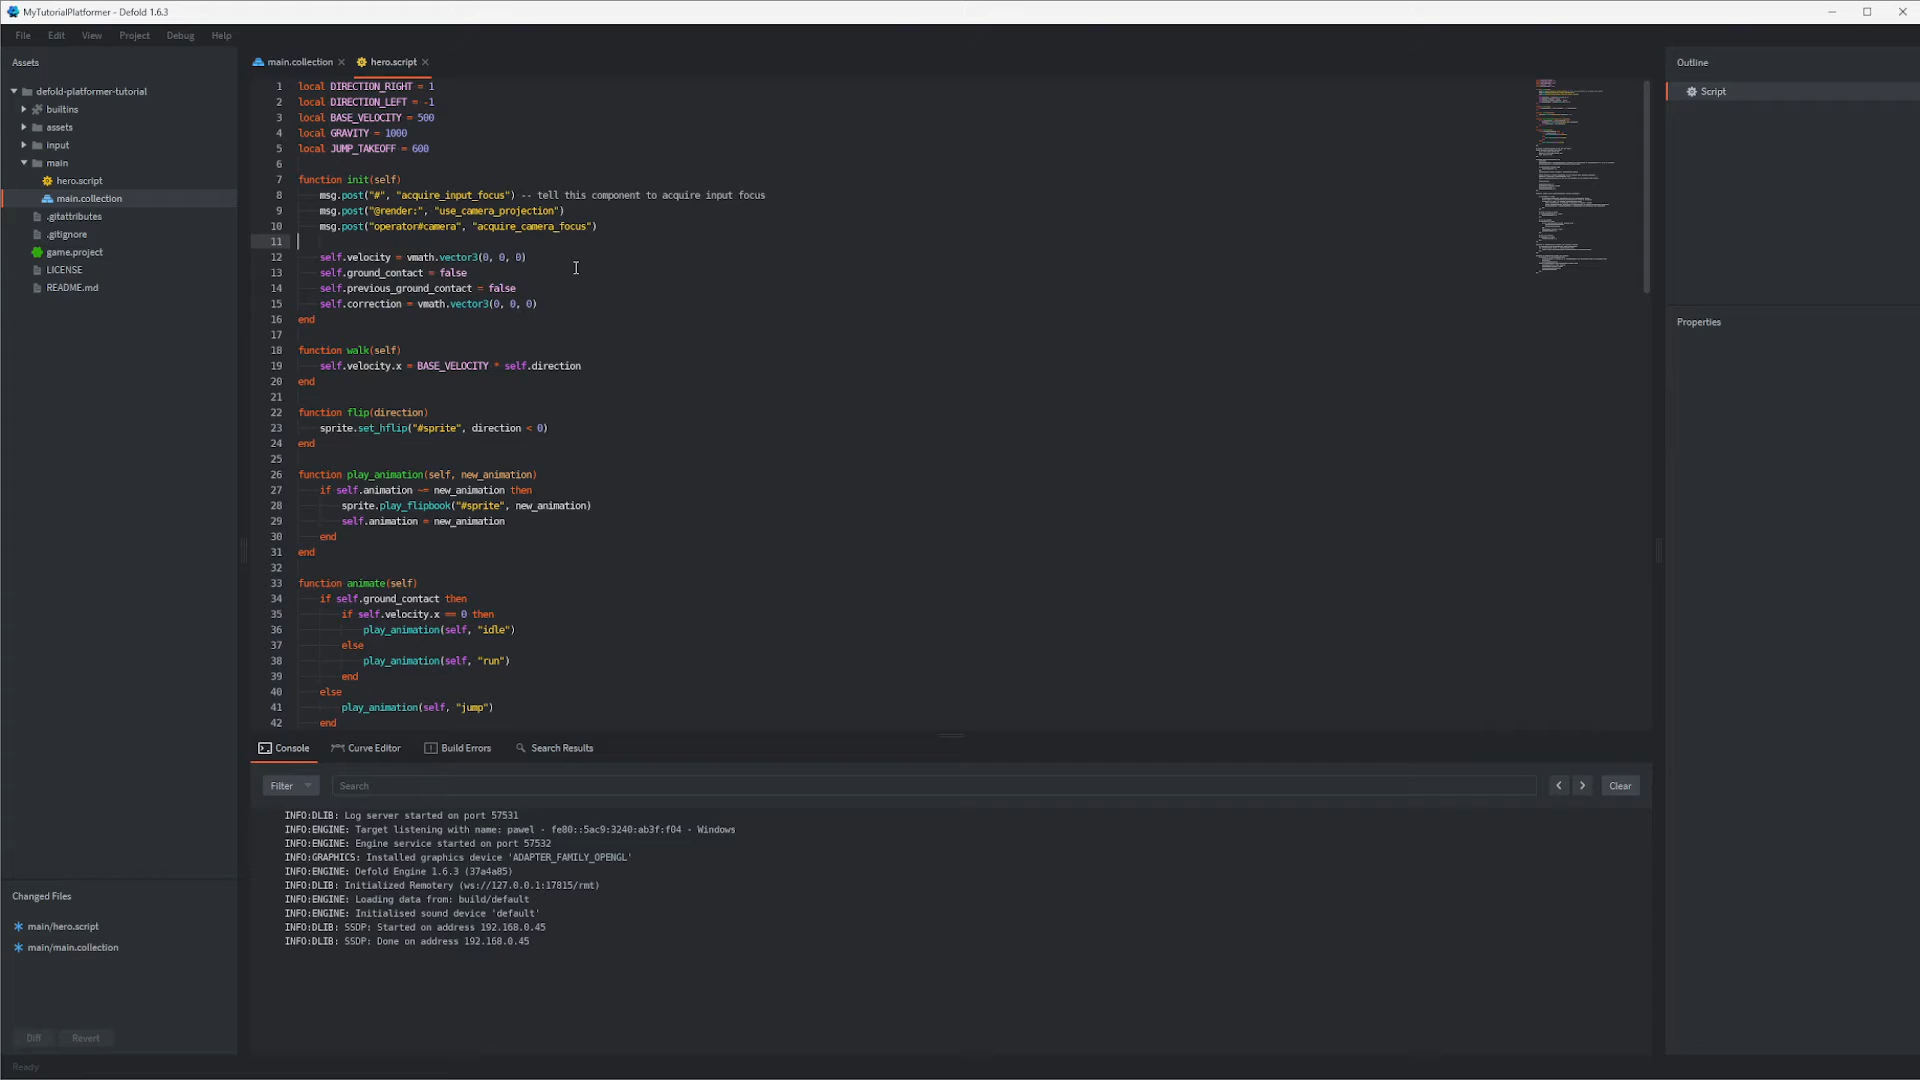 MyTutorialPlatformer - Defold 1.6.3
File Edit View Project Debug Help
Assets
defold-platformer-tutorial
builtins
assets
input
main
hero.script
main.collection
.gitattributes
.gitignore
game.project
LICENSE
README.md
Changed Files
main/hero.script
main/main.collection
Diff Revert
Ready
main.collection hero.script
1 local DIRECTION_RIGHT = 1
2 local DIRECTION_LEFT = -1
3 local BASE_VELOCITY = 500
4 local GRAVITY = 1000
5 local JUMP_TAKEOFF = 600
6
7 function init(self)
8 msg.post("#", "acquire_input_focus") -- tell this component to acquire input focus
9 msg.post("@render:", "use_camera_projection")
10 msg.post("operator#camera", "acquire_camera_focus")
11
12 self.velocity = vmath.vector3(0, 0, 0)
13 self.ground_contact = false
14 self.previous_ground_contact = false
15 self.correction = vmath.vector3(0, 0, 0)
16 end
17
18 function walk(self)
19 self.velocity.x = BASE_VELOCITY * self.direction
20 end
21
22 function flip(direction)
23 sprite.set_hflip("#sprite", direction < 0)
24 end
25
26 function play_animation(self, new_animation)
27 if self.animation ~= new_animation then
28 sprite.play_flipbook("#sprite", new_animation)
29 self.animation = new_animation
30 end
31 end
32
33 function animate(self)
34 if self.ground_contact then
35 if self.velocity.x == 0 then
36 play_animation(self, "idle")
37 else
38 play_animation(self, "run")
39 end
40 else
41 play_animation(self, "jump")
42 end
Console Curve Editor Build Errors Search Results
Filter Search Clear
INFO:DLIB: Log server started on port 57531
INFO:ENGINE: Target listening with name: pawel - fe80::5ac9:3240:ab3f:f04 - Windows
INFO:ENGINE: Engine service started on port 57532
INFO:GRAPHICS: Installed graphics device 'ADAPTER_FAMILY_OPENGL'
INFO:ENGINE: Defold Engine 1.6.3 (37a4a85)
INFO:DLIB: Initialized Remotery (ws://127.0.0.1:17815/rmt)
INFO:ENGINE: Loading data from: build/default
INFO:ENGINE: Initialised sound device 'default'
INFO:DLIB: SSDP: Started on address 192.168.0.45
INFO:DLIB: SSDP: Done on address 192.168.0.45
Outline
Script
Properties